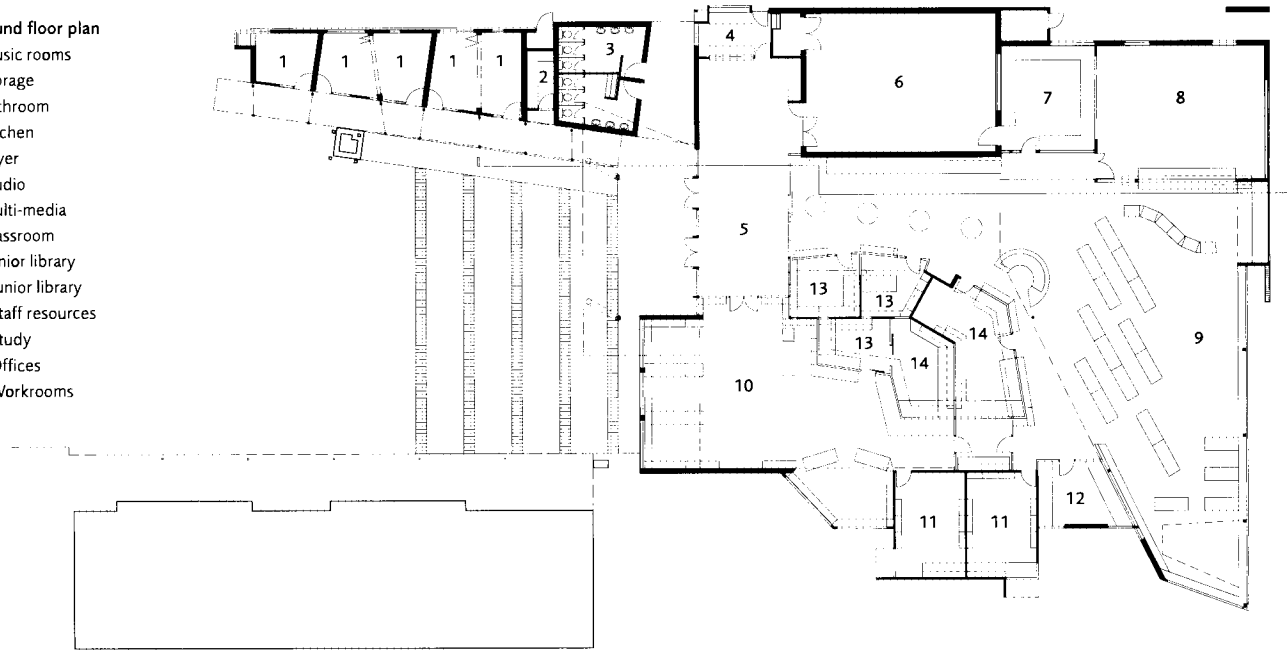 und floor plan
usic rooms
orage
throom
tchen
yer
udio
ulti-media
assroom
nior library
unior library
taff resources
tudy
Offices
Workrooms
1 1 1 1 1
2
3
4
5
6
7
8
9
10
11 11
12
13 13
13
14
14